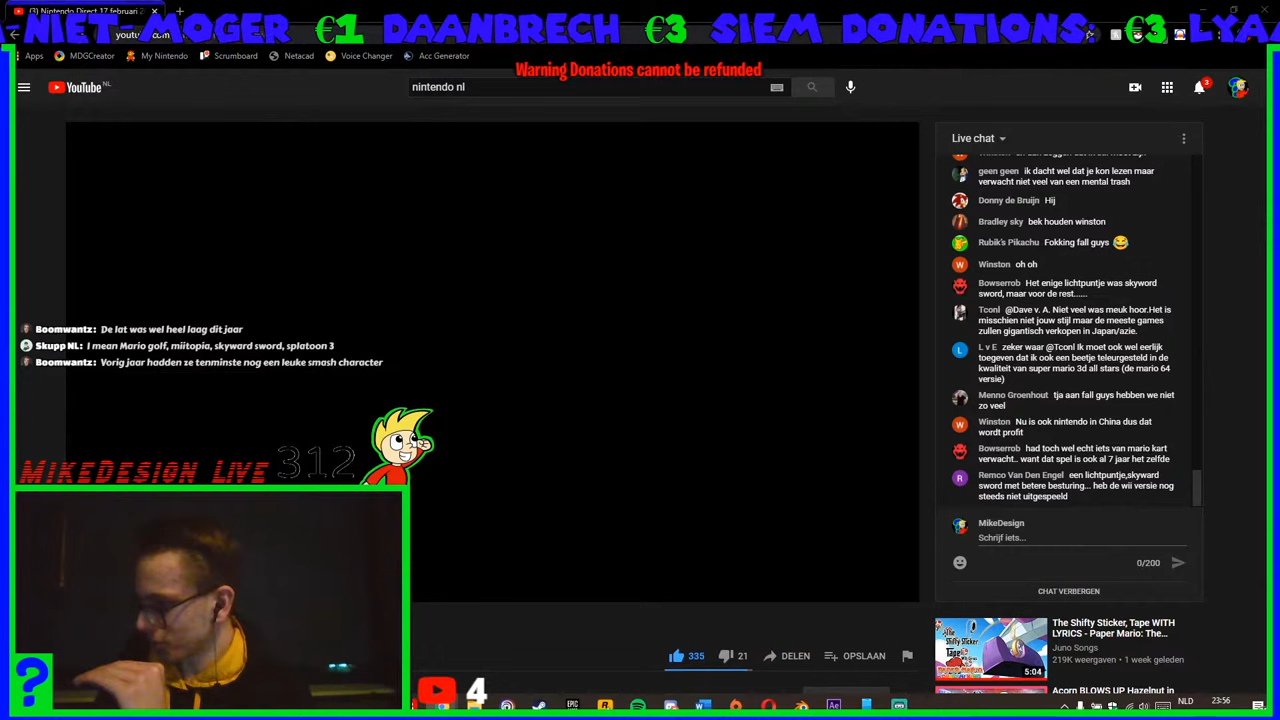 -NIET-MOGER €1 DAANBRECH €3 SIEM DONATIONS: €3 LYA
(3) Nintendo Direct 17 februari 2
Apps MDGCreator My Nintendo Scrumboard Netacad Voice Changer Acc Generator
Warning Donations cannot be refunded
YouTube NL
nintendo nl
3
Live chat
geen geen ik dacht wel dat je kon lezen maar
verwacht niet veel van een mental trash
Donny de Bruijn Hij
Bradley sky bek houden winston
Rubik's Pikachu Fokking fall guys 😂
W Winston oh oh
Bowserrob Het enige lichtpuntje was skyword
sword, maar voor de rest......
Tconl @Dave v. A. Niet veel was meuk hoor.Het is
misschien niet jouw stijl maar de meeste games
zullen gigantisch verkopen in Japan/azie.
L L v E zeker waar @Tconl Ik moet ook wel eerlijk
toegeven dat ik ook een beetje teleurgesteld in de
kwaliteit van super mario 3d all stars (de mario 64
versie)
Menno Groenhout tja aan fall guys hebben we niet
zo veel
W Winston Nu is ook nintendo in China dus dat
wordt profit
Bowserrob had toch wel echt iets van mario kart
verwacht.. want dat spel is ook al 7 jaar het zelfde
R Remco Van Den Engel een lichtpuntje,skyward
sword met betere besturing... heb de wii versie nog
steeds niet uitgespeeld
MikeDesign
Schrijf iets...
0/200
CHAT VERBERGEN
Boomwantz: De lat was wel heel laag dit jaar
Skupp NL: I mean Mario golf, miitopia, skyward sword, splatoon 3
Boomwantz: Vorig jaar hadden ze tenminste nog een leuke smash character
MIKEDESIGN LIVE 312
?
335 21 DELEN OPSLAAN
4
The Shifty Sticker, Tape WITH
LYRICS - Paper Mario: The...
Juno Songs
219K weergaven • 1 week geleden
5:04
Acorn BLOWS UP Hazelnut in
NLD 23:56